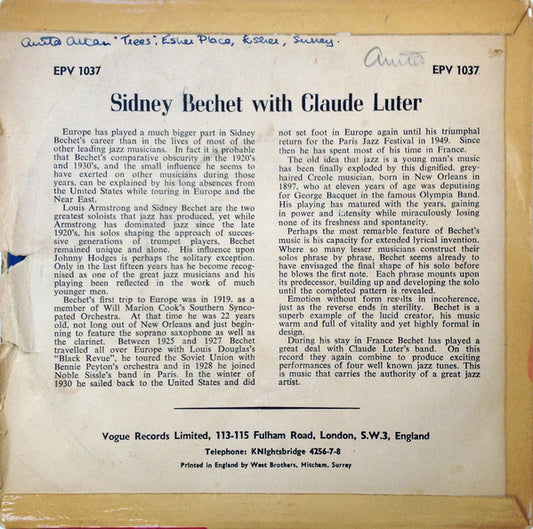 "Trees". Esher Place, Esher, Surrey.
Anita
EPV 1037
EPV 1037
Sidney Bechet with Claude Luter
Europe has played a much bigger part in Sidney
Bechet's career than in the lives of most of the
other leading jazz musicians. In fact it is probable
that Bechet's comparative obscurity in the 1920's
and 1930's, and the small influence he seems to
have exerted on other musicians during those
years, can be explained by his long absences from
the United States while touring in Europe and the
Near East.
Louis Armstrong and Sidney Bechet are the two
greatest soloists that jazz has produced, yet while
Armstrong has dominated jazz since the late
1920's, his solos shaping the approach of succes-
sive generations of trumpet players, Bechet
remained unique and alone. His influence upon
Johnny Hodges is perhaps the solitary exception.
Only in the last fifteen years has he become recog-
nised as one of the great jazz musicians and his
playing been reflected in the work of much
younger men.
Bechet's first trip to Europe was in 1919, as a
member of Will Marion Cook's Southern Synco-
pated Orchestra. At that time he was 22 years
old, not long out of New Orleans and just begin-
ning to feature the soprano saxophone as well as
the clarinet. Between 1925 and 1927 Bechet
travelled all over Europe with Louis Douglas's
"Black Revue", he toured the Soviet Union with
Bennie Peyton's orchestra and in 1928 he joined
Noble Sissle's band in Paris. In the winter of
1930 he sailed back to the United States and did
not set foot in Europe again until his triumphal
return for the Paris Jazz Festival in 1949. Since
then he has spent most of his time in France.
The old idea that jazz is a young man's music
has been finally exploded by this dignified, grey-
haired Creole musician, born in New Orleans in
1897, who at eleven years of age was deputising
for George Bacquet in the famous Olympia Band.
His playing has matured with the years, gaining
in power and intensity while miraculously losing
none of its freshness and spontaneity.
Perhaps the most remarkable feature of Bechet's
music is his capacity for extended lyrical invention.
Where so many lesser musicians construct their
solos phrase by phrase, Bechet seems already to
have envisaged the final shape of his solo before
he blows the first note. Each phrase mounts upon
its predecessor, building up and developing the solo
until the completed pattern is revealed.
Emotion without form results in incoherence,
just as the reverse ends in sterility. Bechet is a
superb example of the lucid creator, his music
warm and full of vitality and yet highly formal in
design.
During his stay in France Bechet has played a
great deal with Claude Luter's band. On this
record they again combine to produce exciting
performances of four well known jazz tunes. This
is music that carries the authority of a great jazz
artist.
Vogue Records Limited, 113-115 Fulham Road, London, S.W.3, England
Telephone: KNIghtsbridge 4256-7-8
Printed in England by West Brothers, Mitcham, Surrey